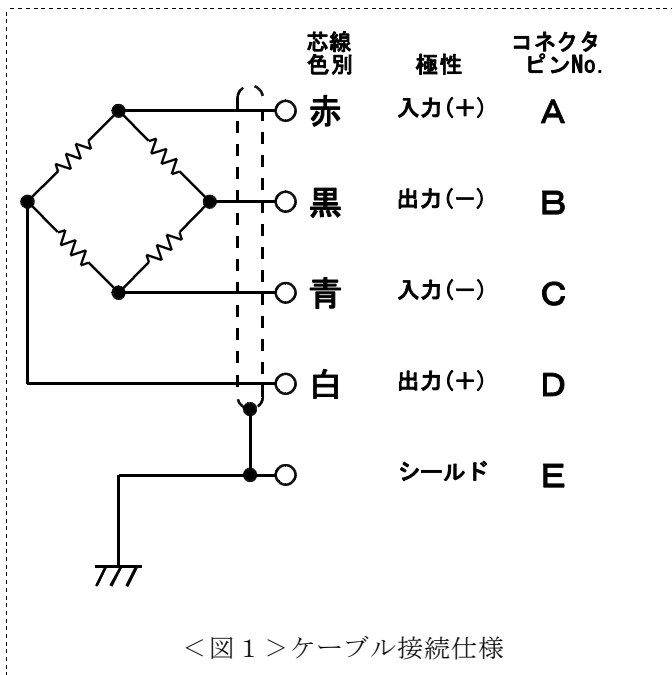 芯線 コネクタ
色別 極性 ピンNo.
赤 入力(+) A
黒 出力(−) B
青 入力(−) C
白 出力(+) D
シールド E
<図1>ケーブル接続仕様